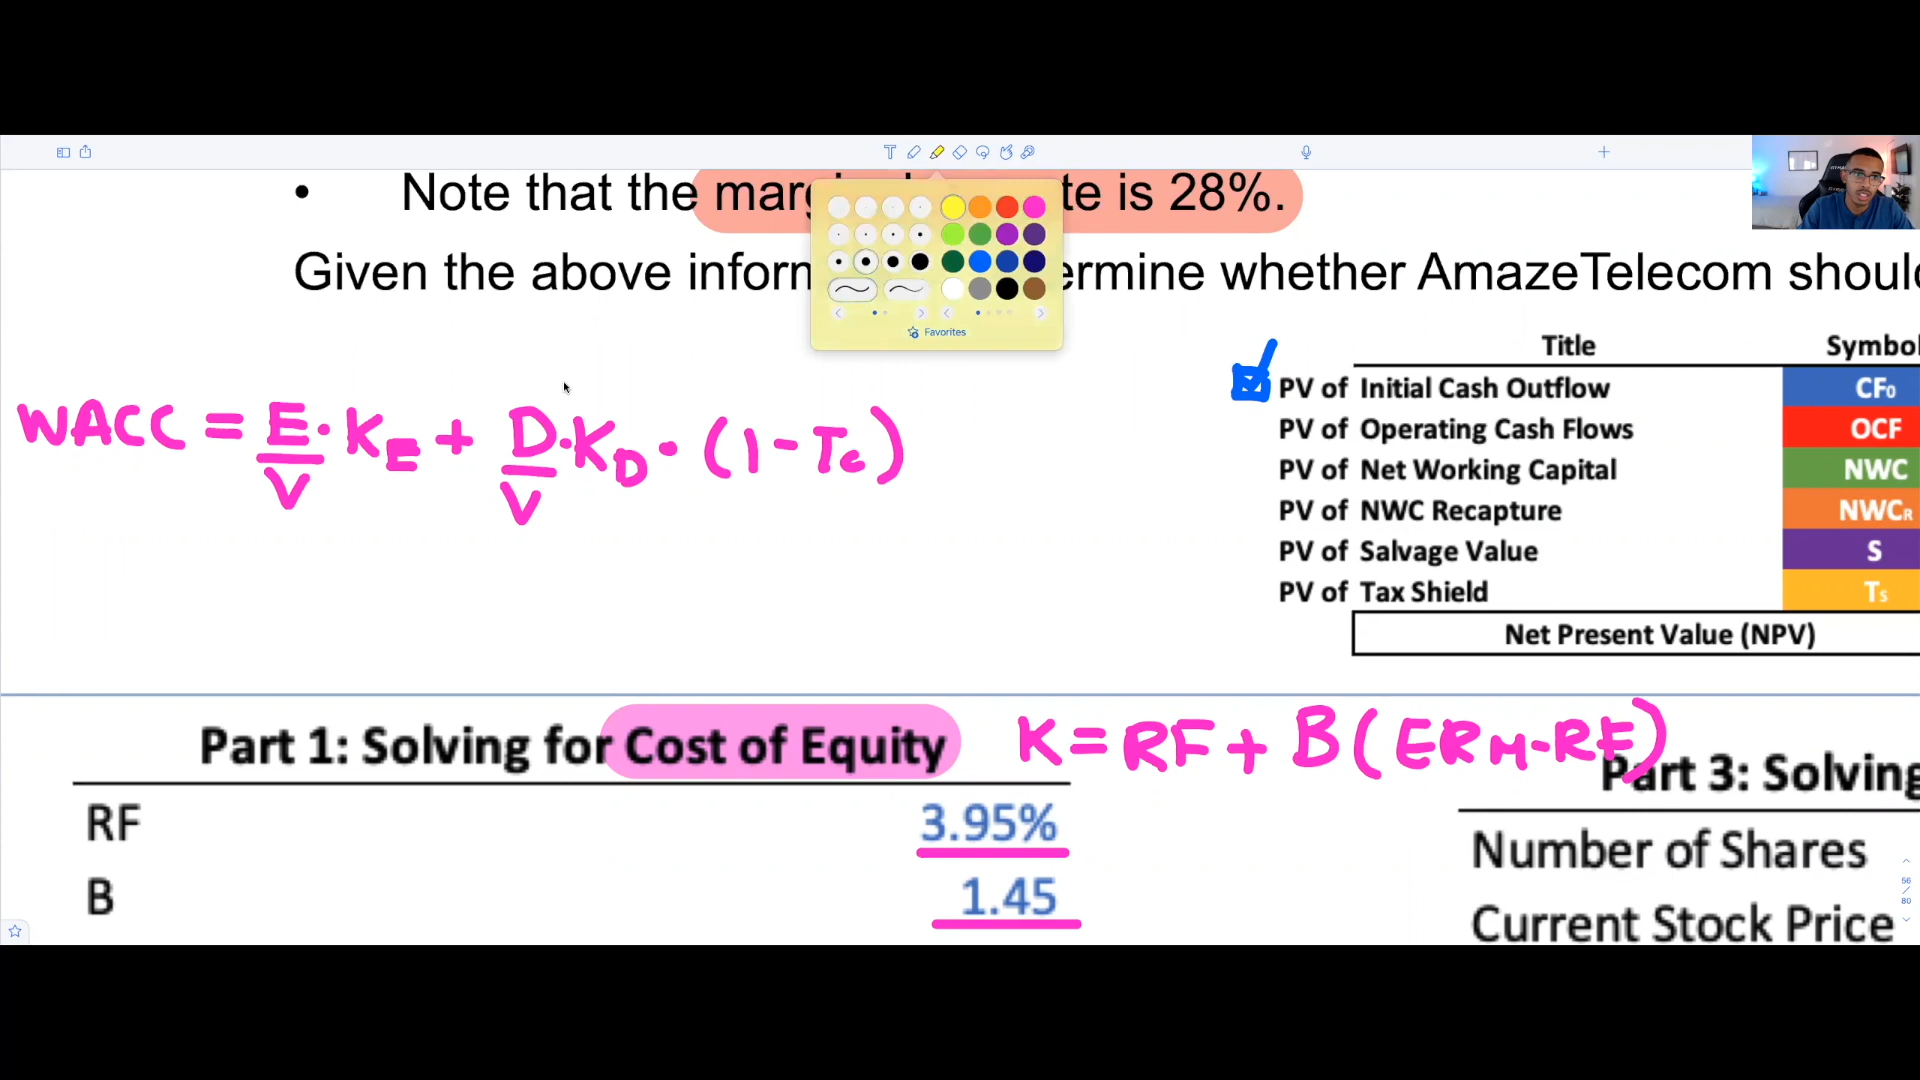 • Note that the marg te is 28%.
Given the above inforn ermine whether AmazeTelecom shoul
Favorites
WACC = E/V · KE + D/V · KD · (1 - Tc)
Title Symbol
PV of Initial Cash Outflow CF0
PV of Operating Cash Flows OCF
PV of Net Working Capital NWC
PV of NWC Recapture NWCR
PV of Salvage Value S
PV of Tax Shield Ts
Net Present Value (NPV)
Part 1: Solving for Cost of Equity
K = RF + B (ERM - RF)
Part 3: Solving
RF 3.95%
B 1.45
Number of Shares
Current Stock Price
56 / 80